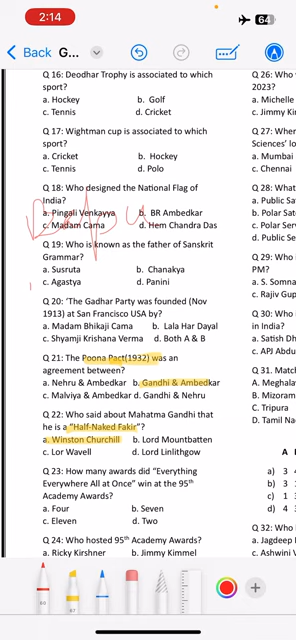 2:14
64
Back G...
Q 16: Deodhar Trophy is associated to which
sport?
a. Hockey b. Golf
c. Tennis d. Cricket
Q 17: Wightman cup is associated to which
sport?
a. Cricket b. Hockey
c. Tennis d. Polo
Q 18: Who designed the National Flag of
India?
a. Pingali Venkayya b. BR Ambedkar
c. Madam Cama d. Hem Chandra Das
Q 19: Who is known as the father of Sanskrit
Grammar?
a. Susruta b. Chanakya
c. Agastya d. Panini
Q 20: 'The Gadhar Party was founded (Nov
1913) at San Francisco USA by?
a. Madam Bhikaji Cama b. Lala Har Dayal
c. Shyamji Krishana Verma d. Both A & B
Q 21: The Poona Pact(1932) was an
agreement between?
a. Nehru & Ambedkar b. Gandhi & Ambedkar
c. Malviya & Ambedkar d. Gandhi & Nehru
Q 22: Who said about Mahatma Gandhi that
he is a "Half-Naked Fakir"?
a. Winston Churchill b. Lord Mountbatten
c. Lor Wavell d. Lord Linlithgow
Q 23: How many awards did "Everything
Everywhere All at Once" win at the 95th
Academy Awards?
a. Four b. Seven
c. Eleven d. Two
Q 24: Who hosted 95th Academy Awards?
a. Ricky Kirshner b. Jimmy Kimmel
Q 26: Who
2023?
a. Michelle
c. Jimmy Ki
Q 27: Wher
Sciences' lo
a. Mumbai
c. Chennai
Q 28: What
a. Public Sa
b. Polar Sat
c. Polar Ser
d. Public Se
Q 29: Who i
PM?
a. S. Somna
c. Rajiv Gup
Q 30: Who i
in India?
a. Satish Dh
c. APJ Abdu
Q 31: Match
A. Meghala
B. Mizoram
C. Tripura
D. Tamil Na
A
a) 3
b) 3
c) 1
d) 4
Q 32: Who i
a. Jagdeep
c. Ashwini